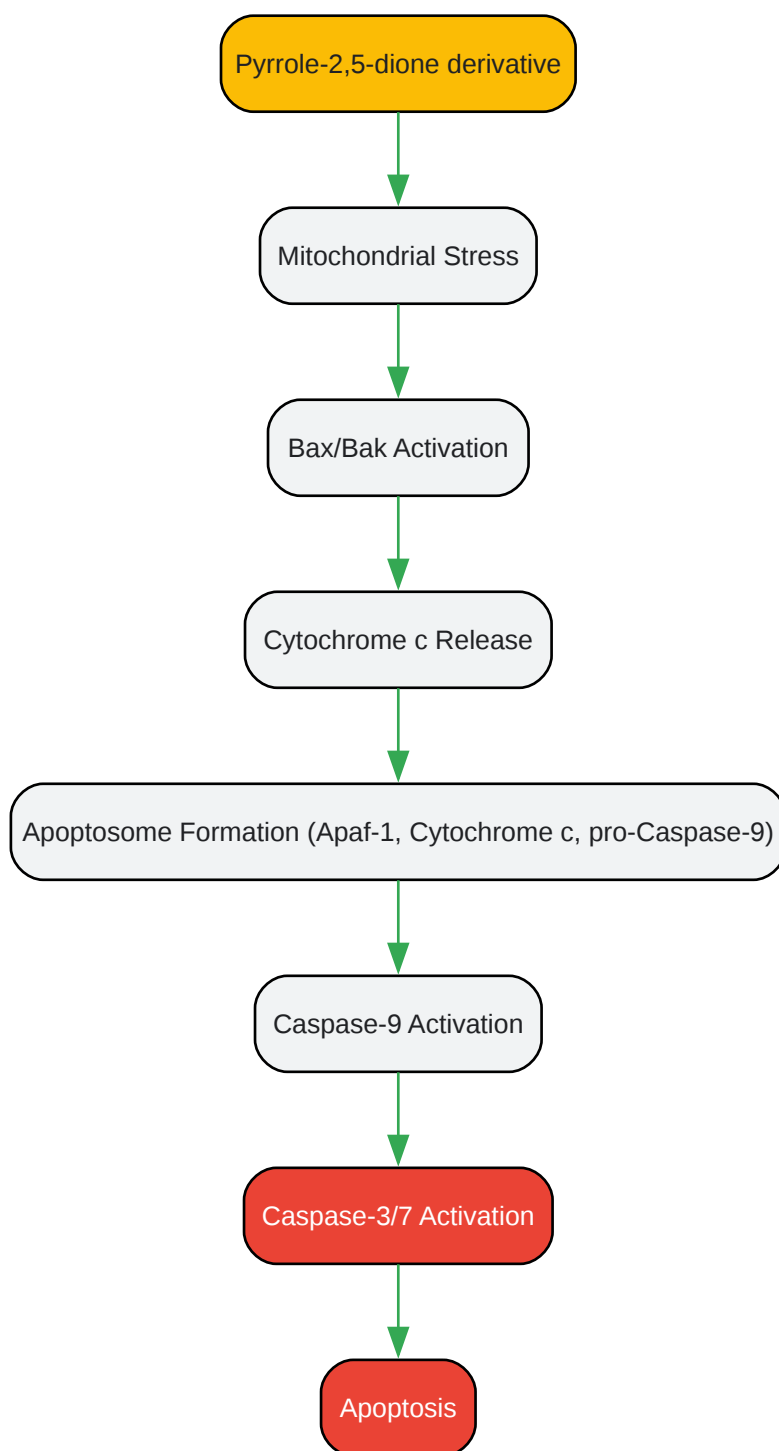 Pyrrole-2,5-dione derivative
Mitochondrial Stress
Bax/Bak Activation
Cytochrome c Release
Apoptosome Formation (Apaf-1, Cytochrome c, pro-Caspase-9)
Caspase-9 Activation
Caspase-3/7 Activation
Apoptosis